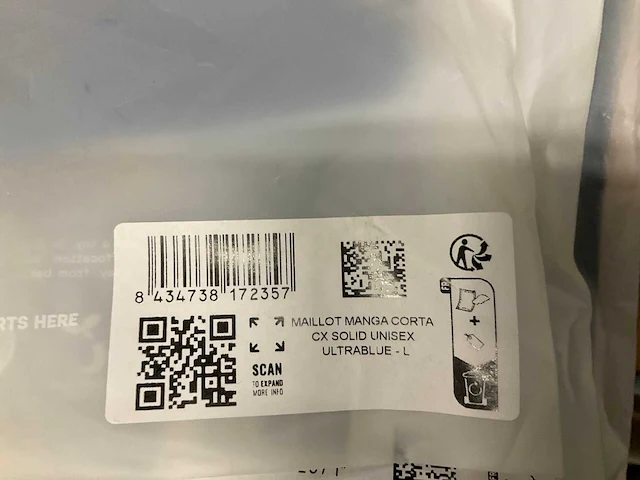 8 434738 172357
MAILLOT MANGA CORTA
CX SOLID UNISEX
ULTRABLUE - L
SCAN
TO EXPAND
MORE INFO
RTS HERE